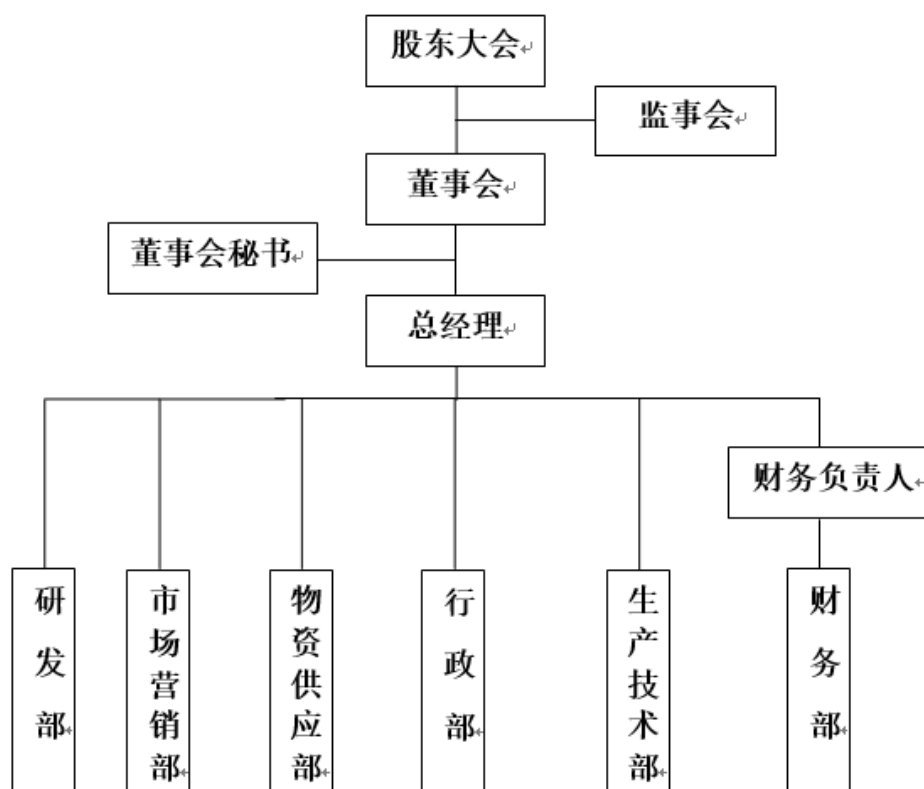 股东大会
监事会
董事会
董事会秘书
总经理
财务负责人
研发部
市场营销部
物资供应部
行政部
生产技术部
财务部